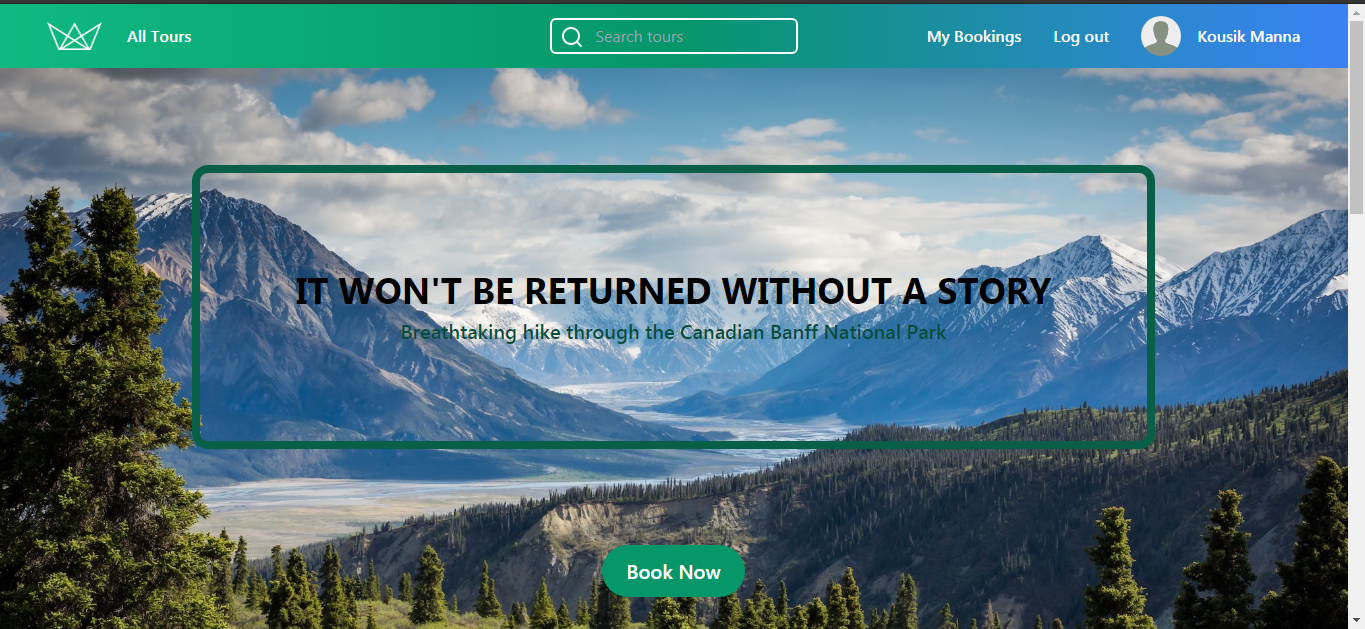 All Tours
Search tours
My Bookings
Log out
Kousik Manna
IT WON'T BE RETURNED WITHOUT A STORY
Breathtaking hike through the Canadian Banff National Park
Book Now